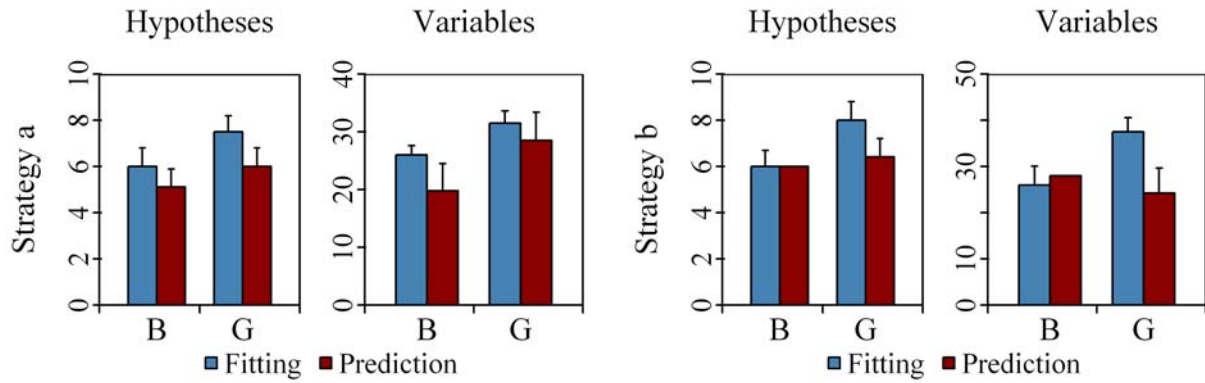 Hypotheses
Variables
Hypotheses
Variables
Strategy a
0 2 4 6 8 10
0 10 20 30 40
Strategy b
0 2 4 6 8 10
0 10 30 50
B G
B G
B G
B G
Fitting Prediction
Fitting Prediction